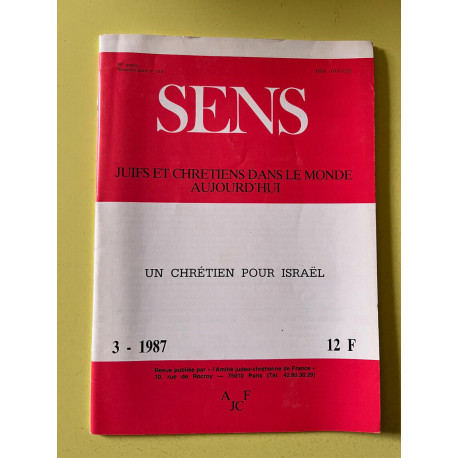 SENS
JUIFS ET CHRETIENS DANS LE MONDE
AUJOURD'HUI
UN CHRÉTIEN POUR ISRAËL
3 - 1987 12 F
Revue publiée par « l'Amitié judéo-chrétienne de France »
10, rue de Rocroy — 75010 Paris (Tél.
A F
JC